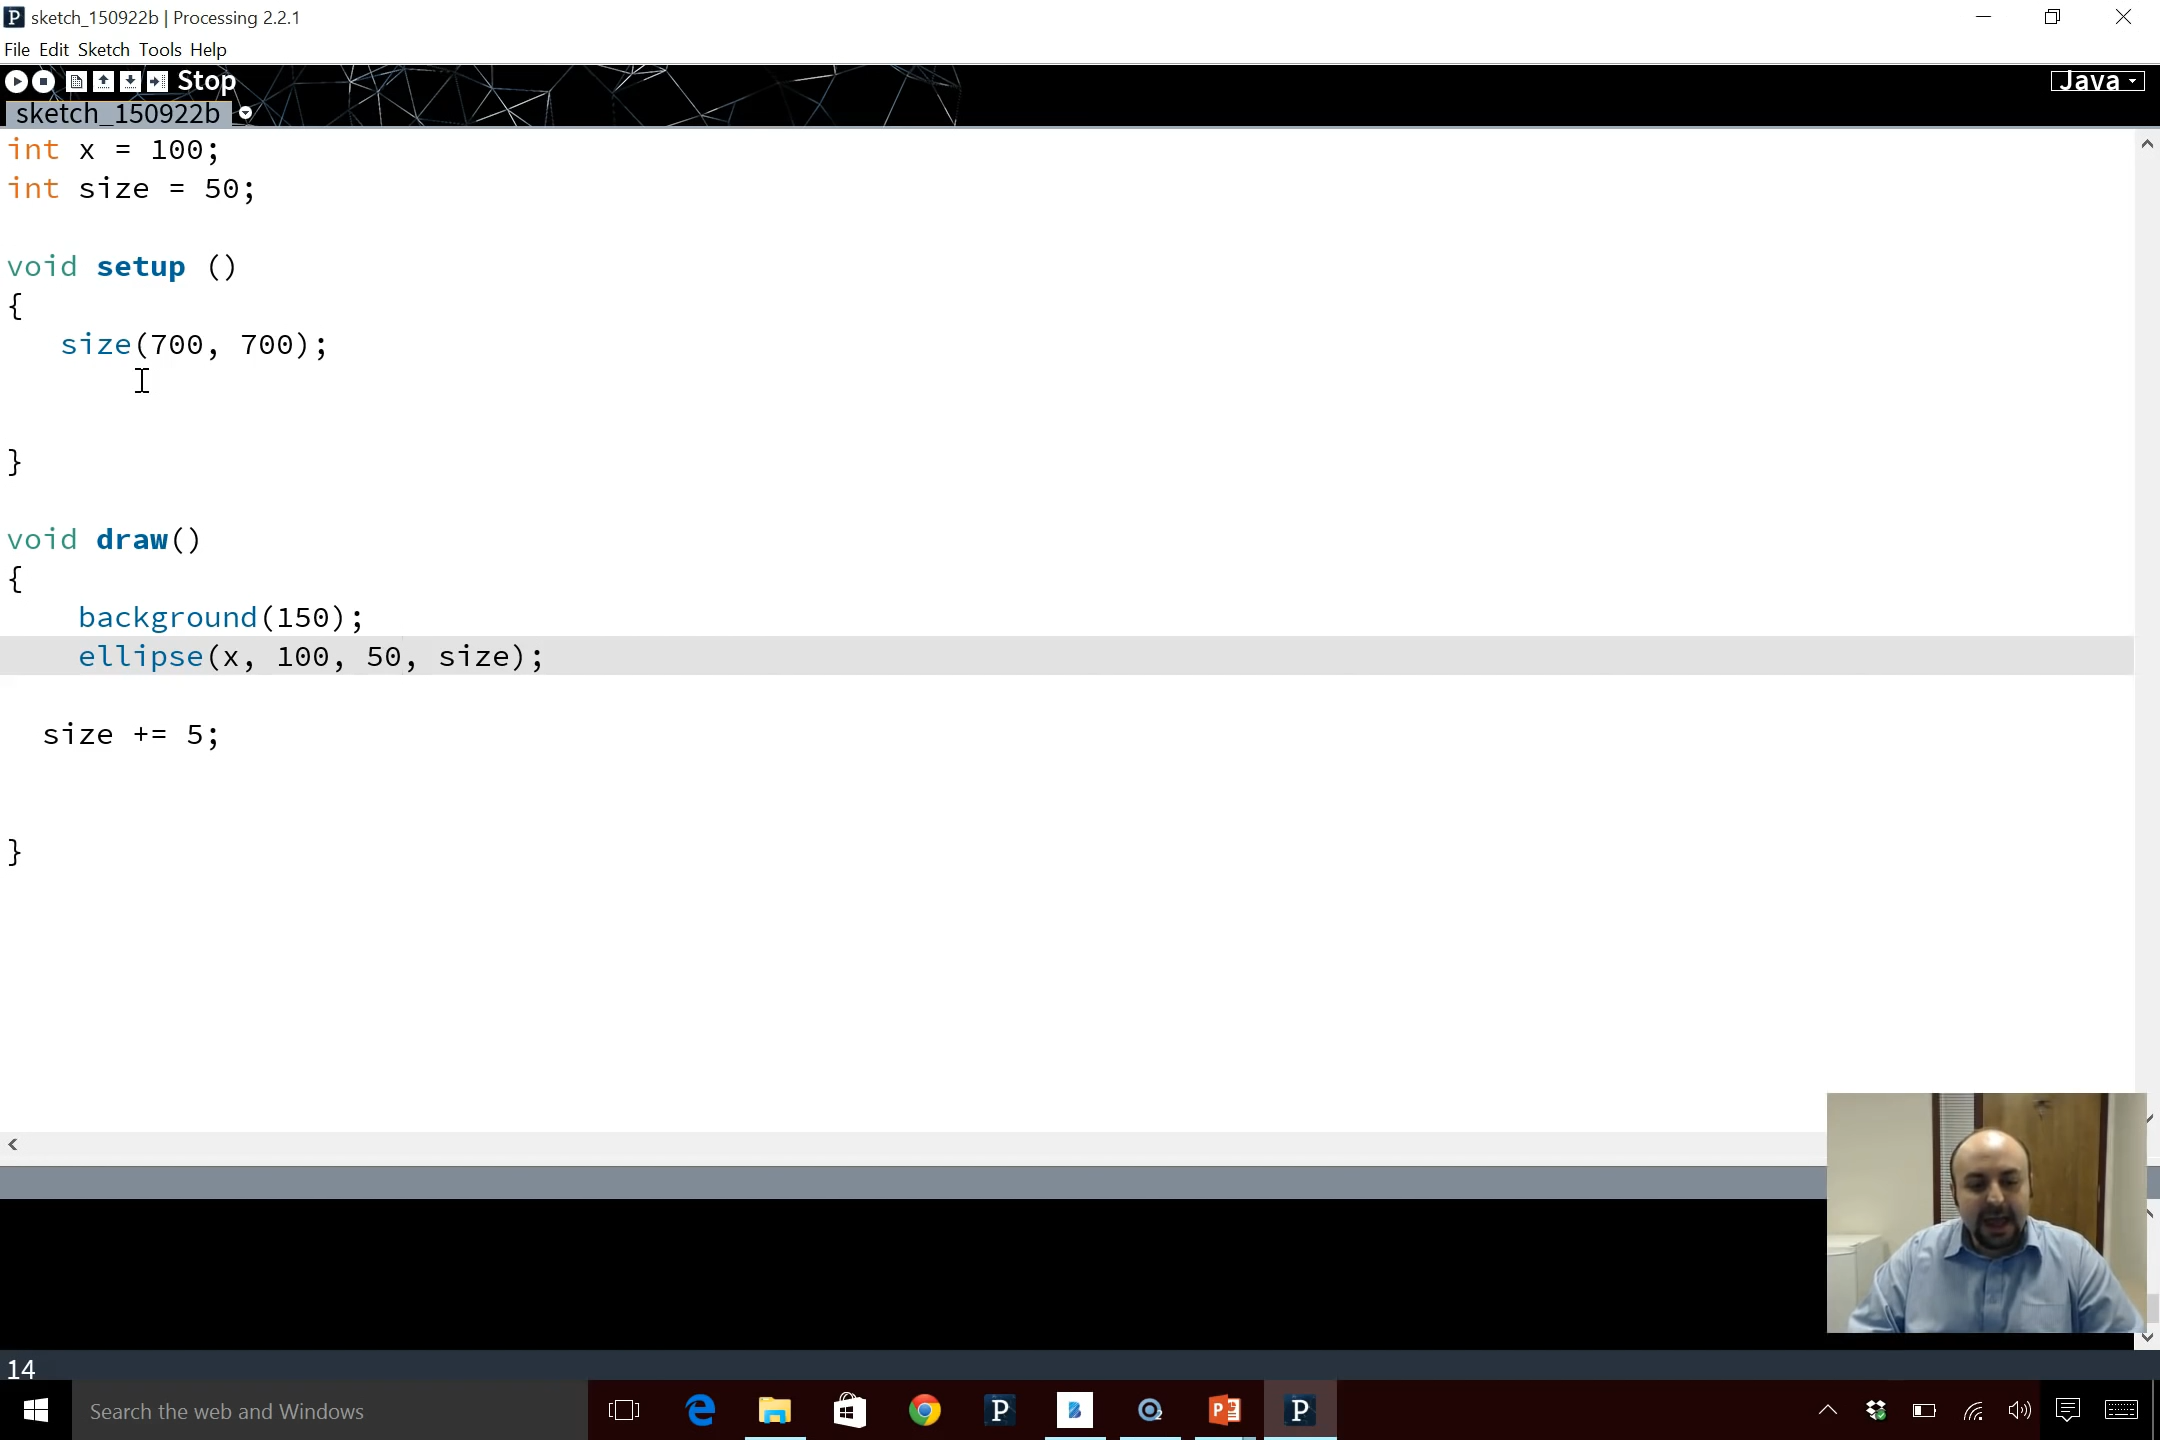 sketch_150922b | Processing 2.2.1
File Edit Sketch Tools Help
Stop
Java
sketch_150922b
int x = 100;
int size = 50;
void setup ()
{
size(700, 700);
}
void draw()
{
background(150);
ellipse(x, 100, 50, size);
size += 5;
}
14
Search the web and Windows